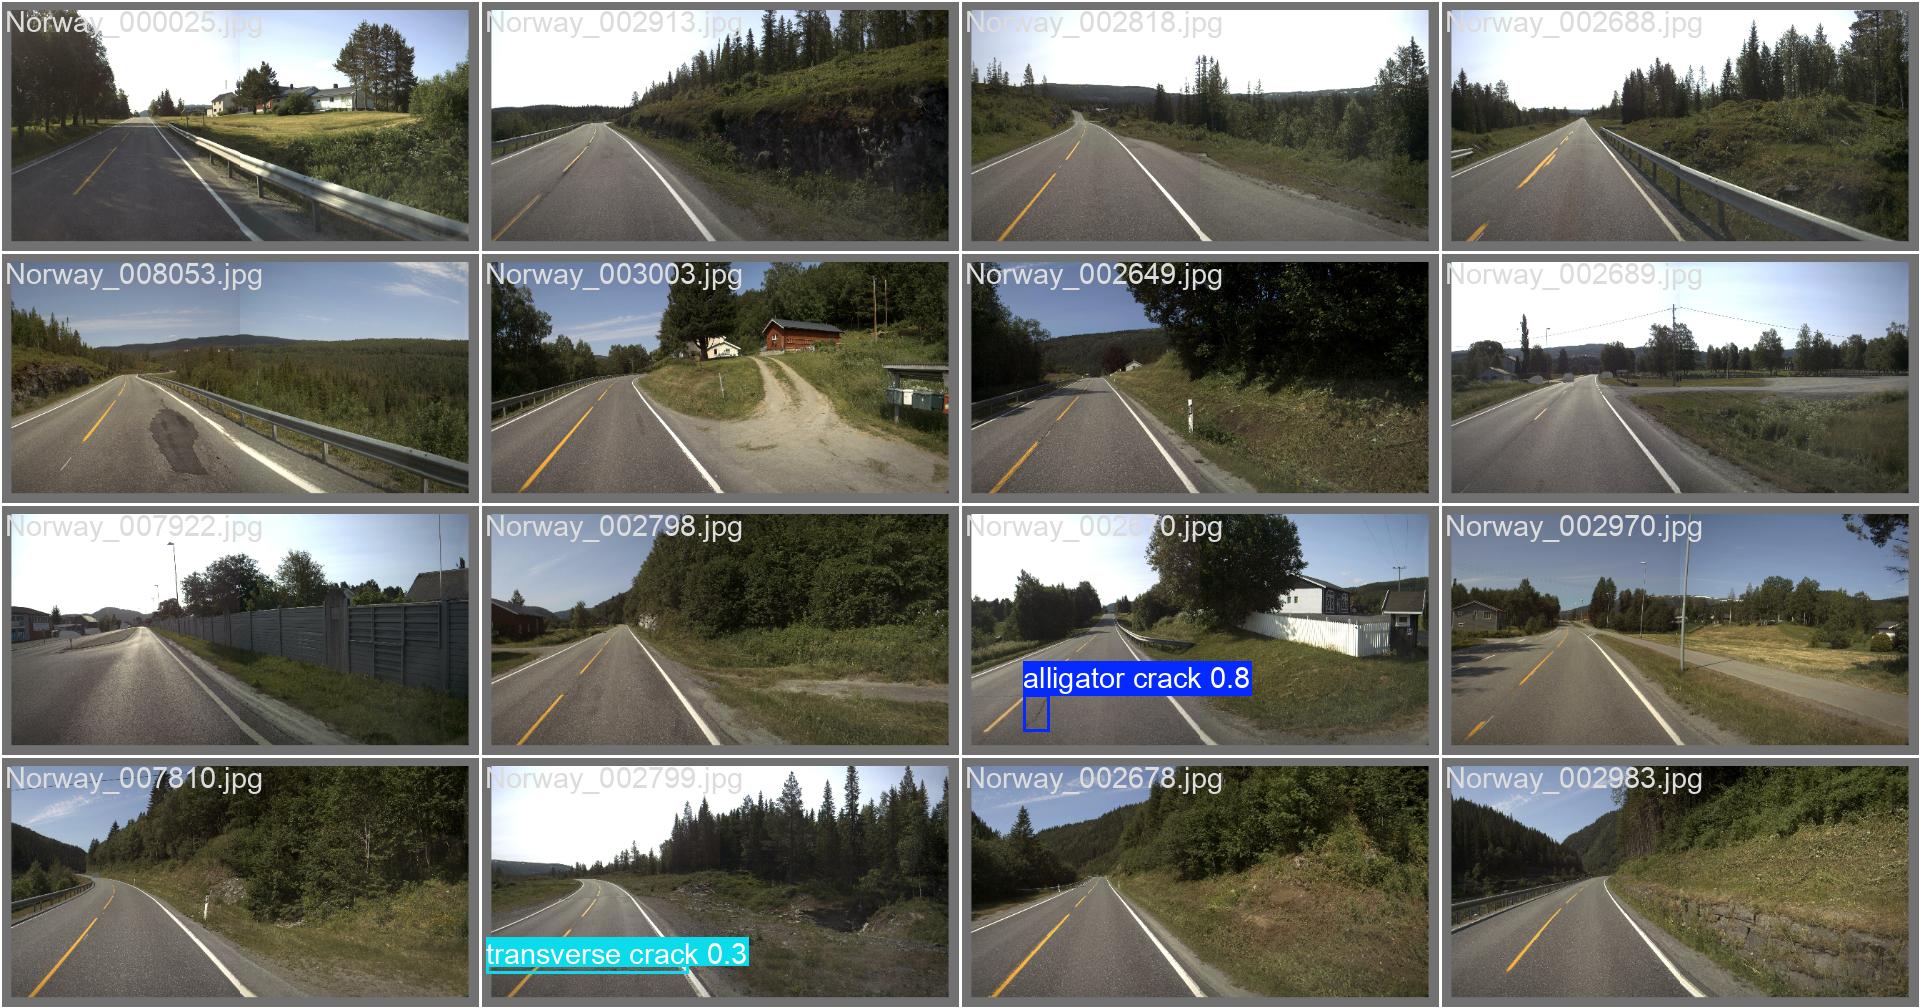 Norway_000025.jpg
Norway_002913.jpg
Norway_002818.jpg
Norway_002688.jpg
Norway_008053.jpg
Norway_003003.jpg
Norway_002649.jpg
Norway_002689.jpg
Norway_007922.jpg
Norway_002798.jpg
Norway_002670.jpg
Norway_002970.jpg
alligator crack 0.8
Norway_007810.jpg
Norway_002799.jpg
Norway_002678.jpg
Norway_002983.jpg
transverse crack 0.3